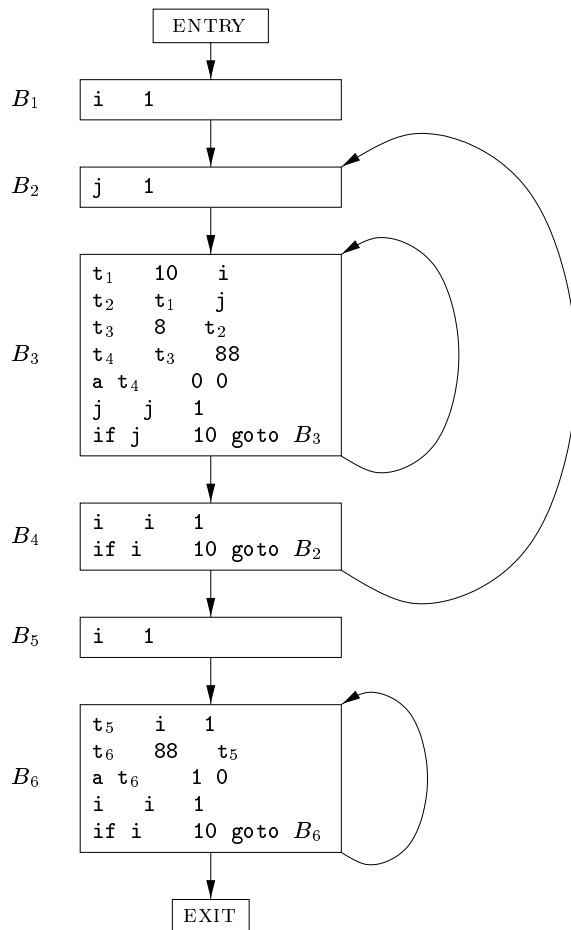 ENTRY
B₁
i 1
B₂
j 1
B₃
t₁ 10 i
t₂ t₁ j
t₃ 8 t₂
t₄ t₃ 88
a t₄ 0 0
j j 1
if j 10 goto B₃
B₄
i i 1
if i 10 goto B₂
B₅
i 1
B₆
t₅ i 1
t₆ 88 t₅
a t₆ 1 0
i i 1
if i 10 goto B₆
EXIT